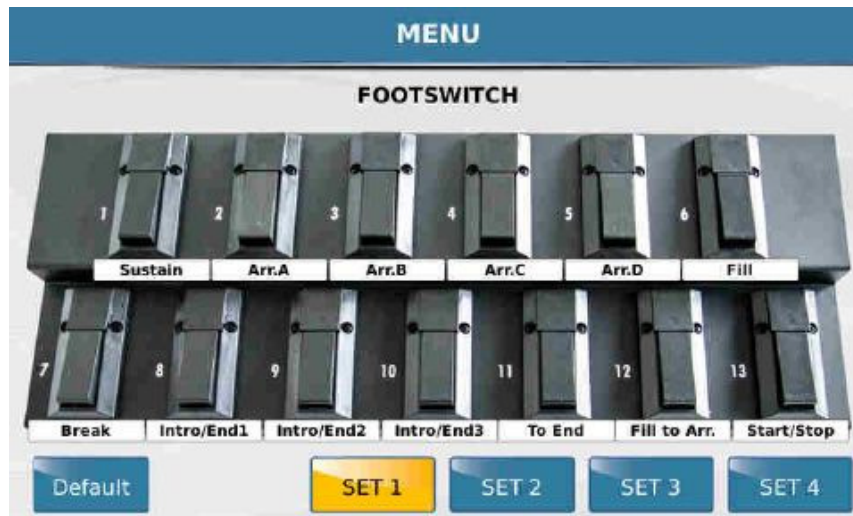 MENU
FOOTSWITCH
1 2 3 4 5 6
Sustain Arr.A Arr.B Arr.C Arr.D Fill
7 8 9 10 11 12 13
Break Intro/End1 Intro/End2 Intro/End3 To End Fill to Arr. Start/Stop
Default SET 1 SET 2 SET 3 SET 4